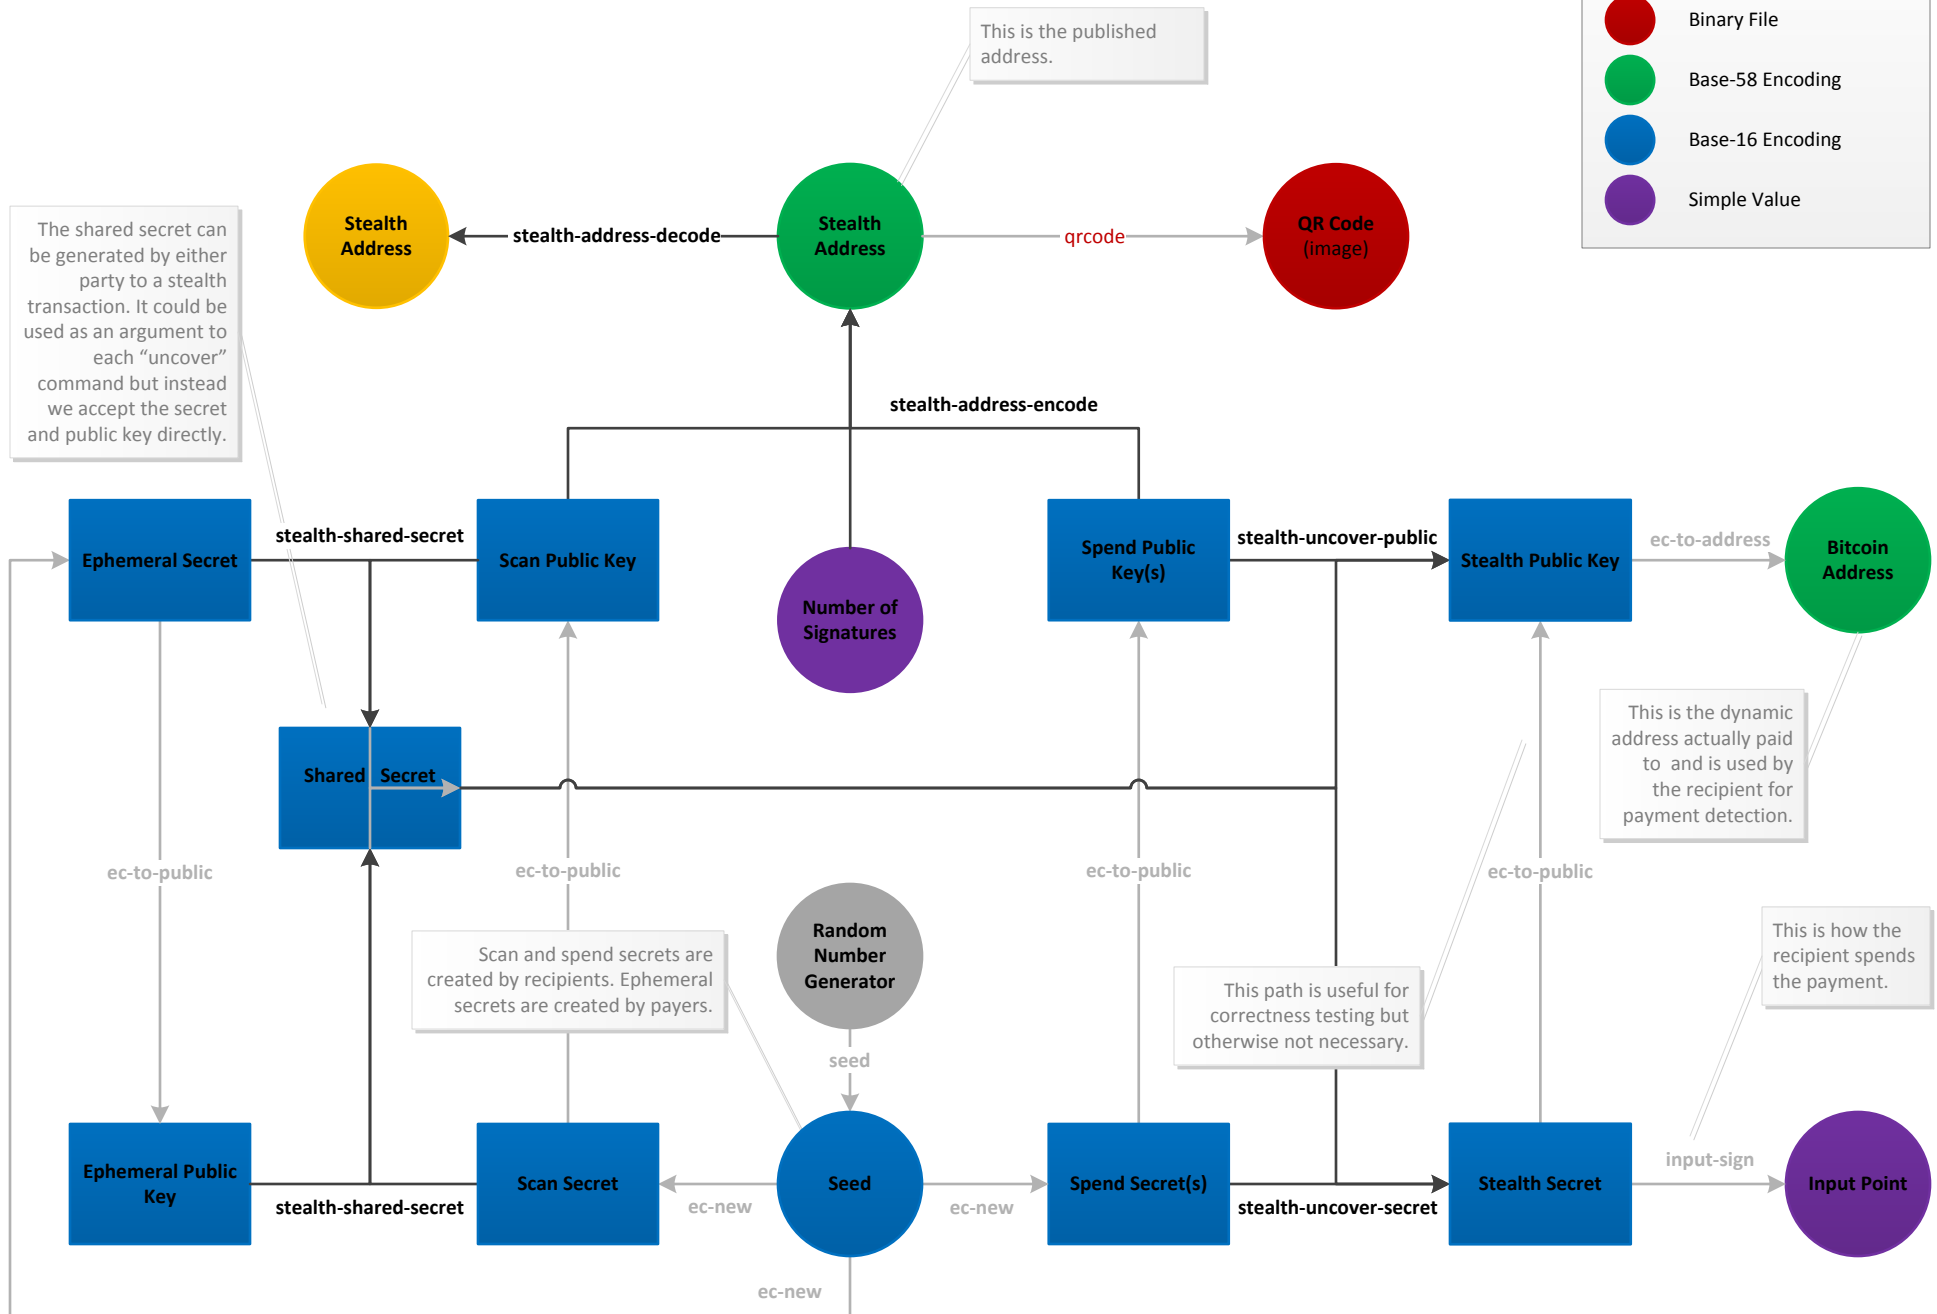 Binary File
This is the published
address.
Base-58 Encoding
Base-16 Encoding
Simple Value
Stealth
Address
stealth-address-decode
Stealth
Address
qrcode
QR Code
(image)
The shared secret can
be generated by either
party to a stealth
transaction. It could be
used as an argument to
each “uncover”
command but instead
we accept the secret
and public key directly.
stealth-address-encode
Ephemeral Secret
stealth-shared-secret
Scan Public Key
Number of
Signatures
Spend Public
Key(s)
stealth-uncover-public
Stealth Public Key
ec-to-address
Bitcoin
Address
This is the dynamic
address actually paid
to and is used by
the recipient for
payment detection.
Shared Secret
ec-to-public
ec-to-public
ec-to-public
ec-to-public
Random
Number
Generator
Scan and spend secrets are
created by recipients. Ephemeral
secrets are created by payers.
This path is useful for
correctness testing but
otherwise not necessary.
This is how the
recipient spends
the payment.
seed
Ephemeral Public
Key
stealth-shared-secret
Scan Secret
ec-new
Seed
ec-new
Spend Secret(s)
stealth-uncover-secret
Stealth Secret
input-sign
Input Point
ec-new